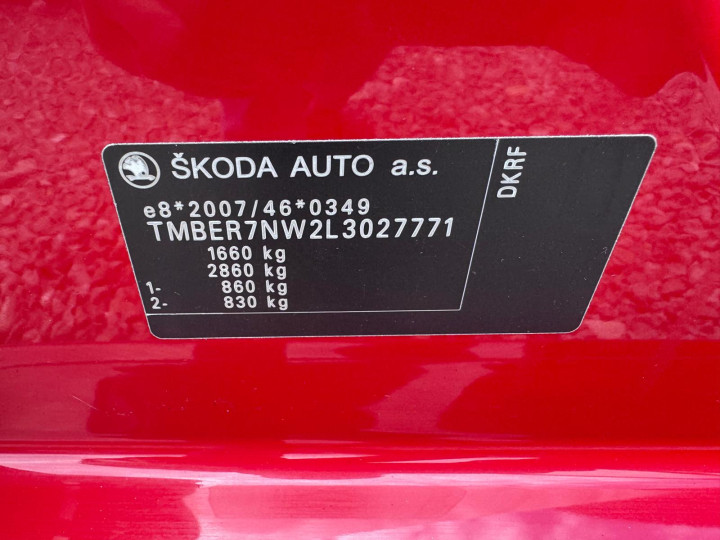 ŠKODA AUTO a.s.
e8*2007/46*0349
TMBER7NW2L3027771
1660 kg
2860 kg
1- 860 kg
2- 830 kg
DKRF